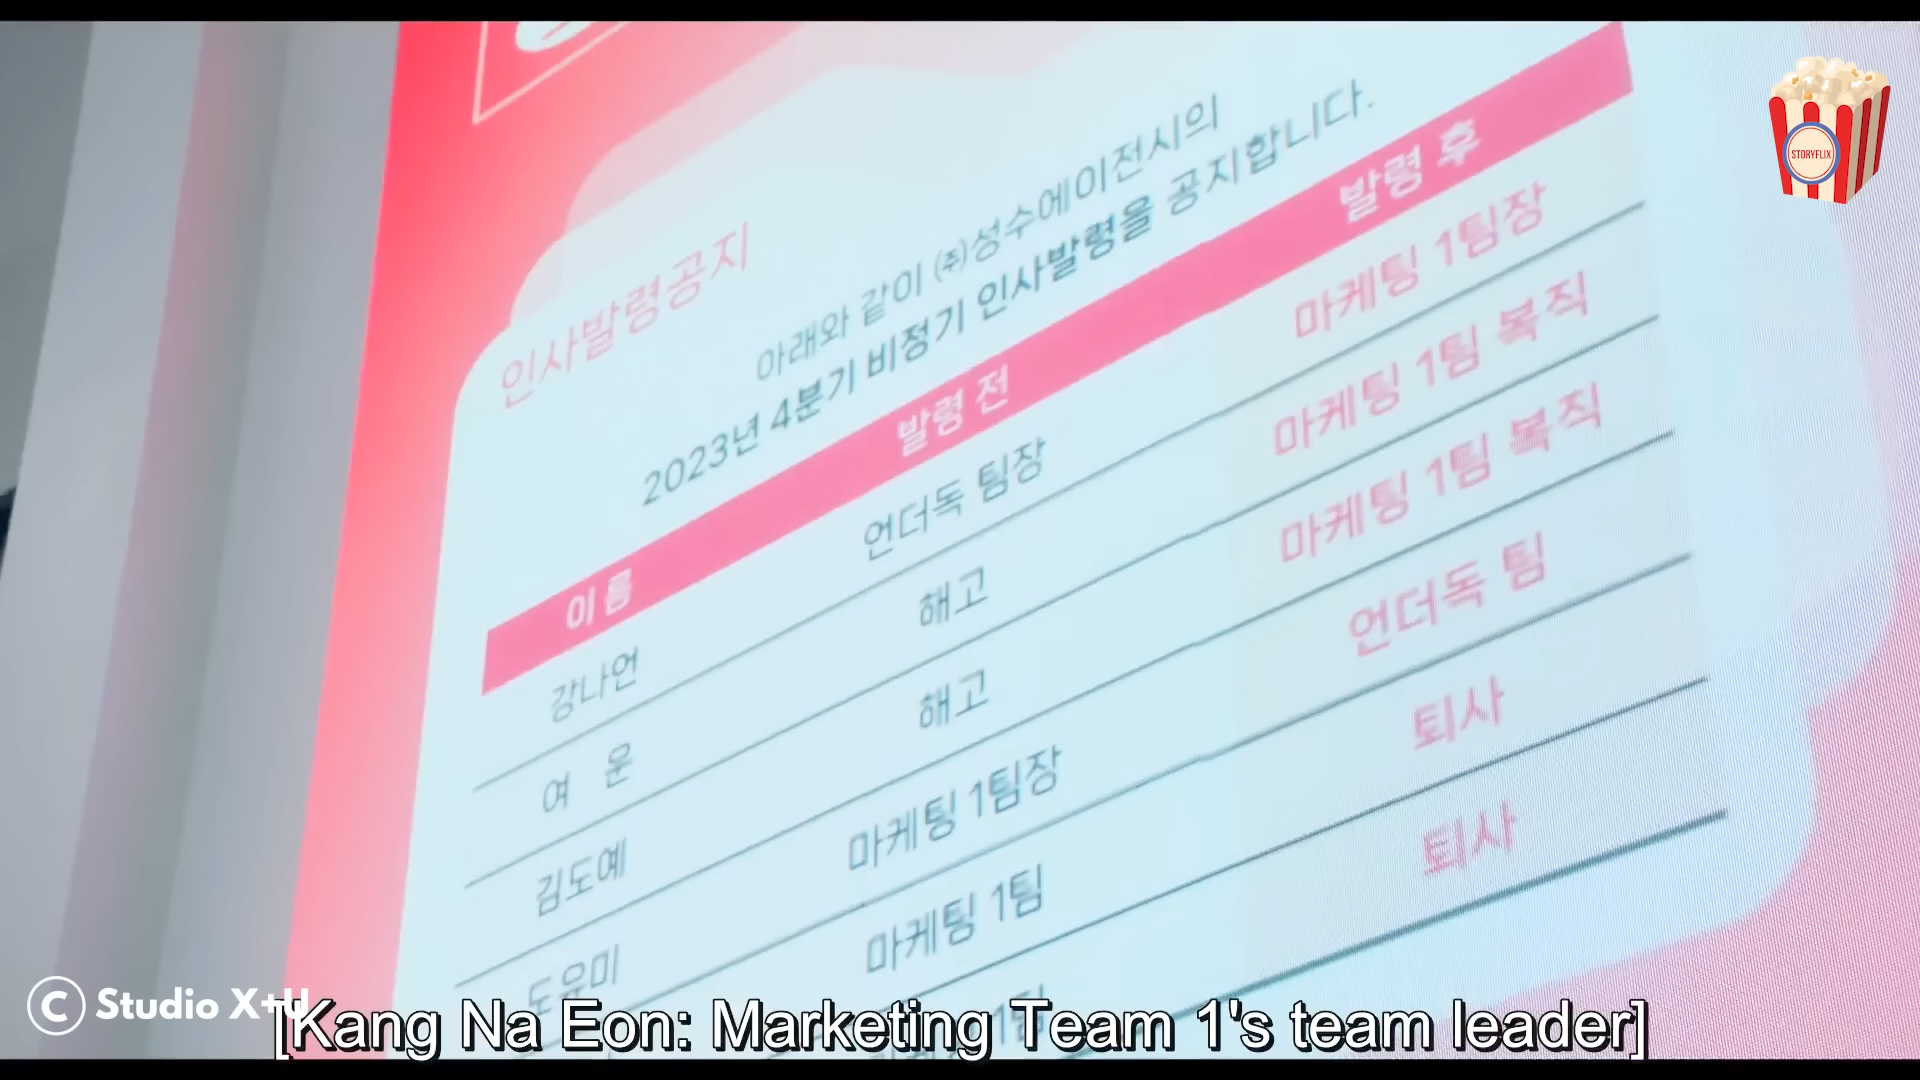 STORYFLIX
인사발령공지
아래와 같이 ㈜성수에이전시의
2023년 4분기 비정기 인사발령을 공지합니다.
이름 발령 전 발령 후
강나언 언더독 팀장 마케팅 1팀장
여 운 해고 마케팅 1팀 복직
김도예 해고 마케팅 1팀 복직
도유미 마케팅 1팀장 언더독 팀
마케팅 1팀 퇴사
1팀 퇴사
© Studio X+U
[Kang Na Eon: Marketing Team 1's team leader]